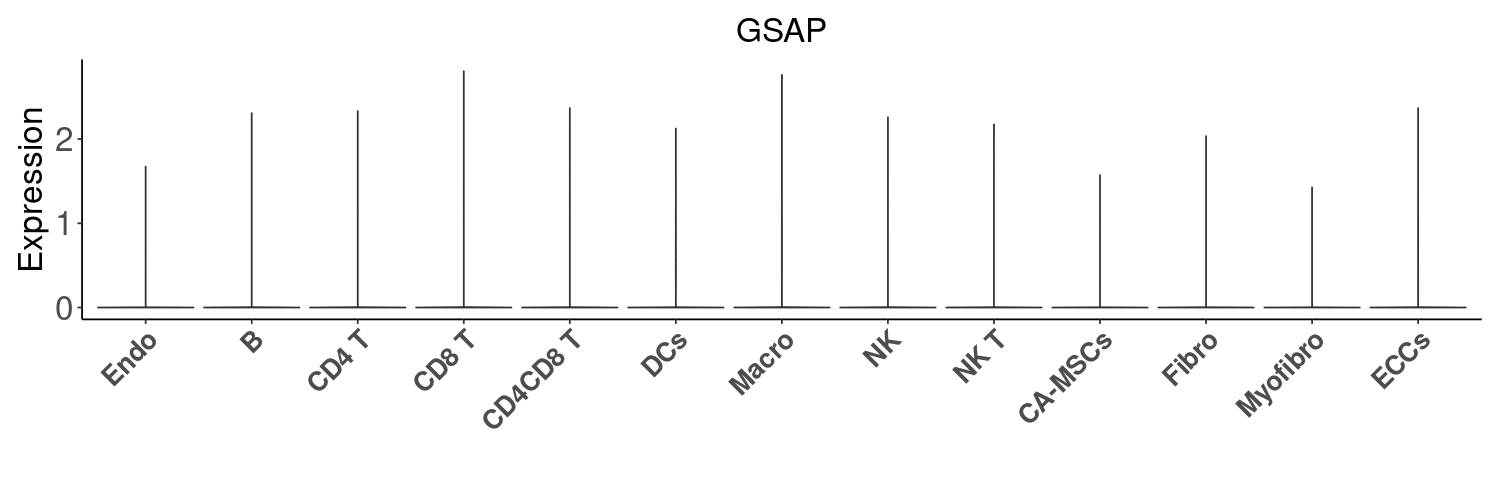 GSAP
Expression
2
1
0
Endo
B
CD4 T
CD8 T
CD4CD8 T
DCs
Macro
NK
NK T
CA-MSCs
Fibro
Myofibro
ECCs